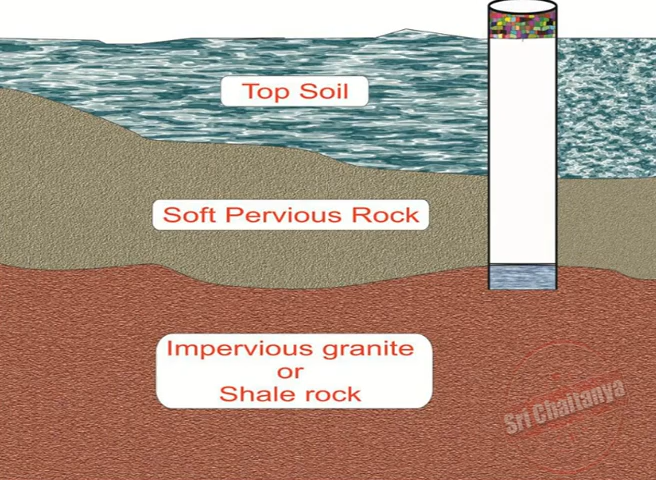 Top Soil
Soft Pervious Rock
Impervious granite
or
Shale rock
Sri Chaitanya